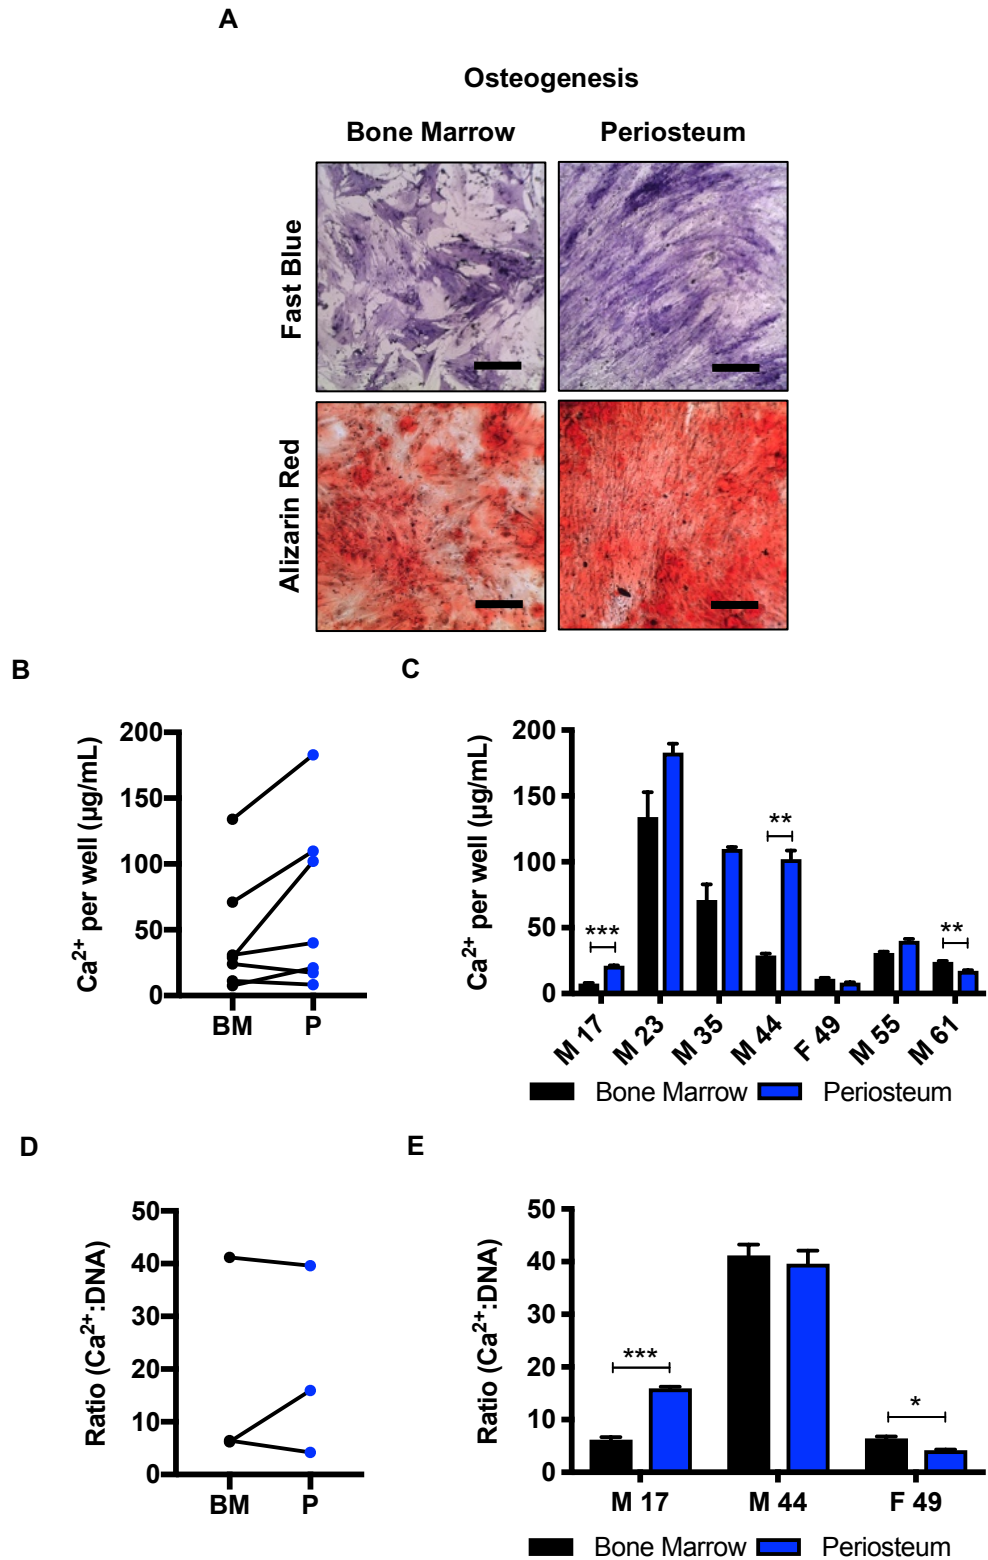 A
Osteogenesis
Bone Marrow Periosteum
Fast Blue
Alizarin Red
B
Ca2+ per well (µg/mL)
200
150
100
50
0
BM P
C
Ca2+ per well (µg/mL)
200
150
100
50
0
***
**
**
M 17 M 23 M 35 M 44 F 49 M 55 M 61
Bone Marrow Periosteum
D
Ratio (Ca2+:DNA)
50
40
30
20
10
0
BM P
E
Ratio (Ca2+:DNA)
50
40
30
20
10
0
***
*
M 17 M 44 F 49
Bone Marrow Periosteum